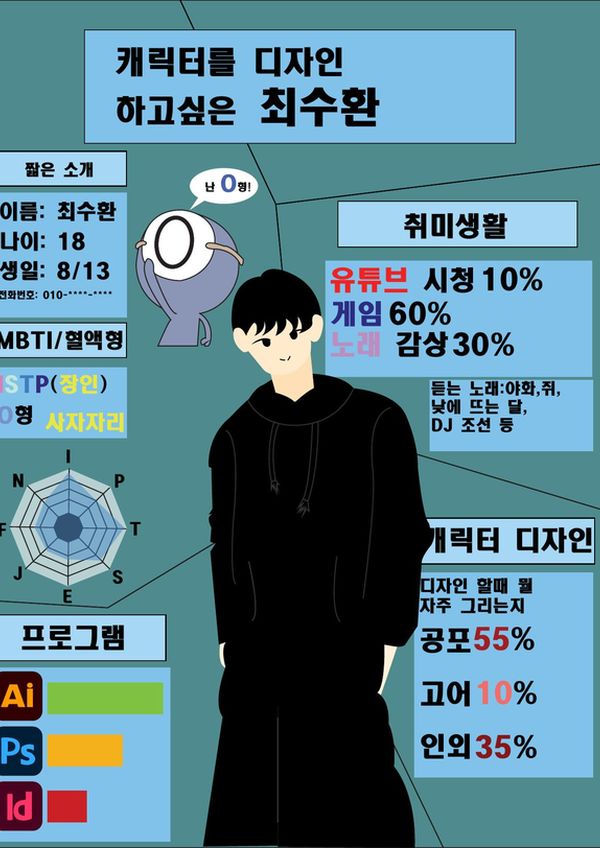 캐릭터를 디자인
하고싶은 최수환
짧은 소개
이름: 최수환
나이: 18
생일: 8/13
전화번호: 010-****-****
난 O형!
취미생활
유튜브 시청 10%
게임 60%
노래 감상 30%
듣는 노래:야화,쥐,
낮에 뜨는 달,
DJ 조선 등
MBTI/혈액형
ISTP(장인)
O형 사자자리
I
N P
F T
J S
E
캐릭터 디자인
디자인 할때 뭘
자주 그리는지
공포55%
고어10%
인외35%
프로그램
Ai
Ps
Id